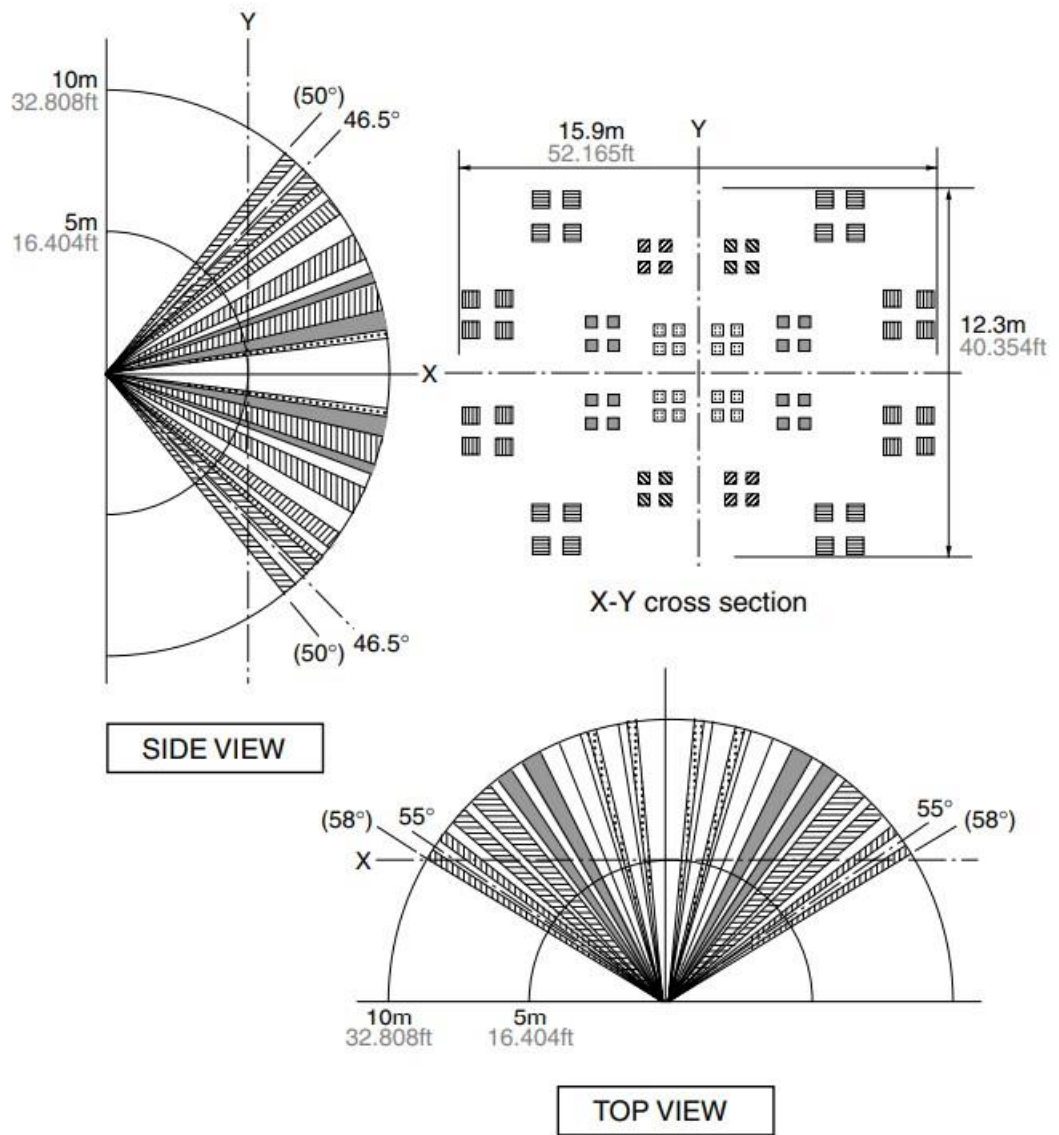 Y
10m
32.808ft
(50°)
46.5°
5m
16.404ft
X
(50°)
46.5°
SIDE VIEW
15.9m
52.165ft
Y
12.3m
40.354ft
X-Y cross section
(58°)
55°
X
55°
(58°)
10m
32.808ft
5m
16.404ft
TOP VIEW